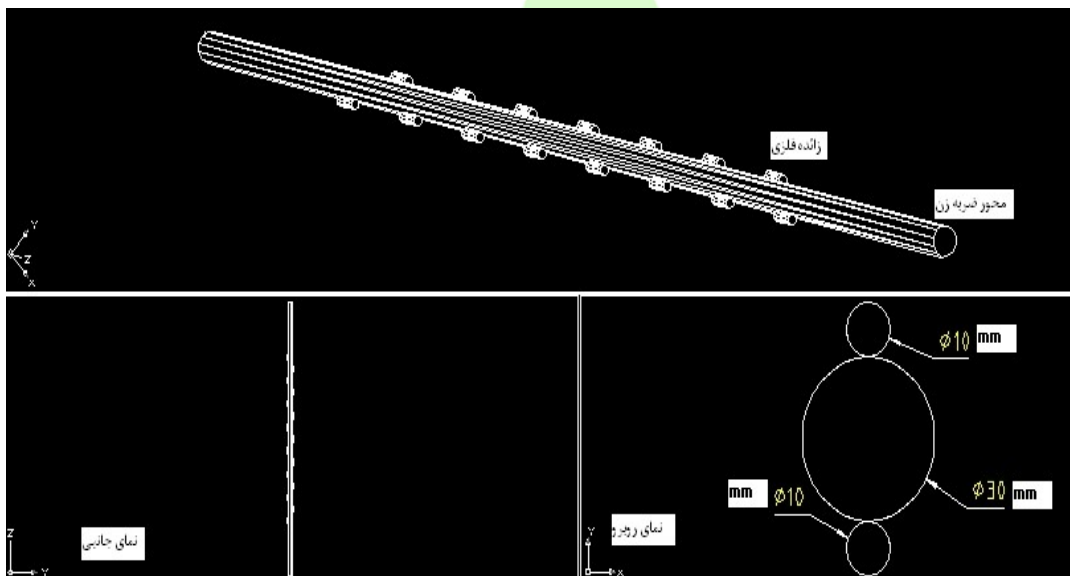 زائده فلزی
محور ضربه زن
Y
Z
X
Z
Y
نمای جانبی
Φ10 mm
mm Φ10
Φ30 mm
نمای روبرو
Y
X